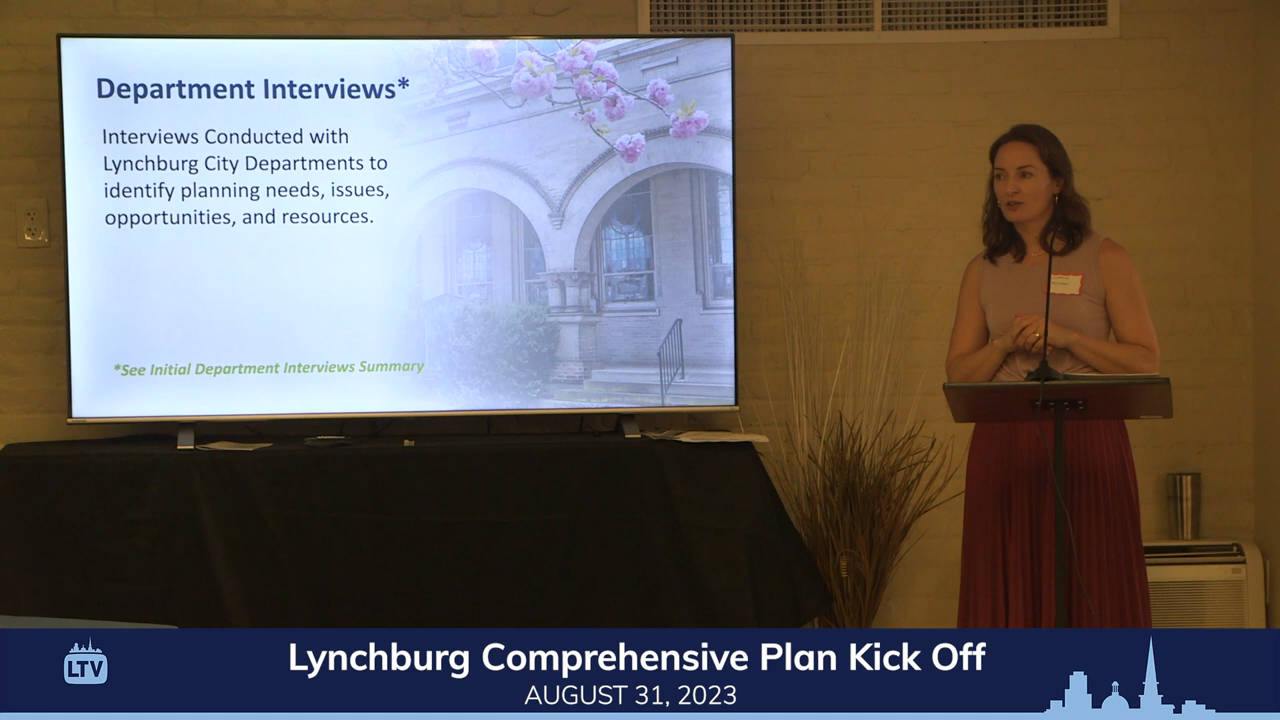 Department Interviews*
Interviews Conducted with
Lynchburg City Departments to
identify planning needs, issues,
opportunities, and resources.
*See Initial Department Interviews Summary
LTV
Lynchburg Comprehensive Plan Kick Off
AUGUST 31, 2023